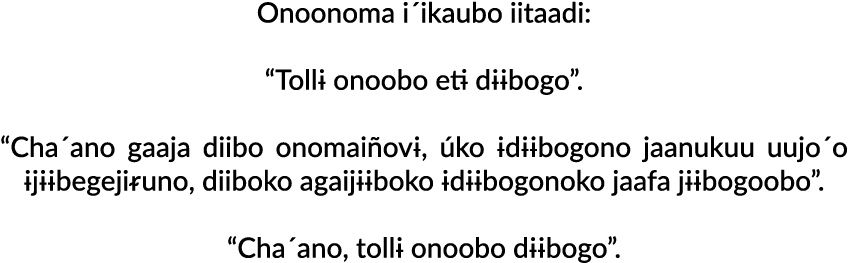 Onoonoma i´ikaubo iitaadi:
“Tollɨ onoobo etɨ dɨɨbogo”.
“Cha´ano gaaja diibo onomaiñovɨ, úko ɨdɨɨbogono jaanukuu uujo´o
ɨjɨɨbegejiɍuno, diiboko agaijɨɨboko ɨdɨɨbogonoko jaafa jɨɨbogoobo”.
“Cha´ano, tollɨ onoobo dɨɨbogo”.